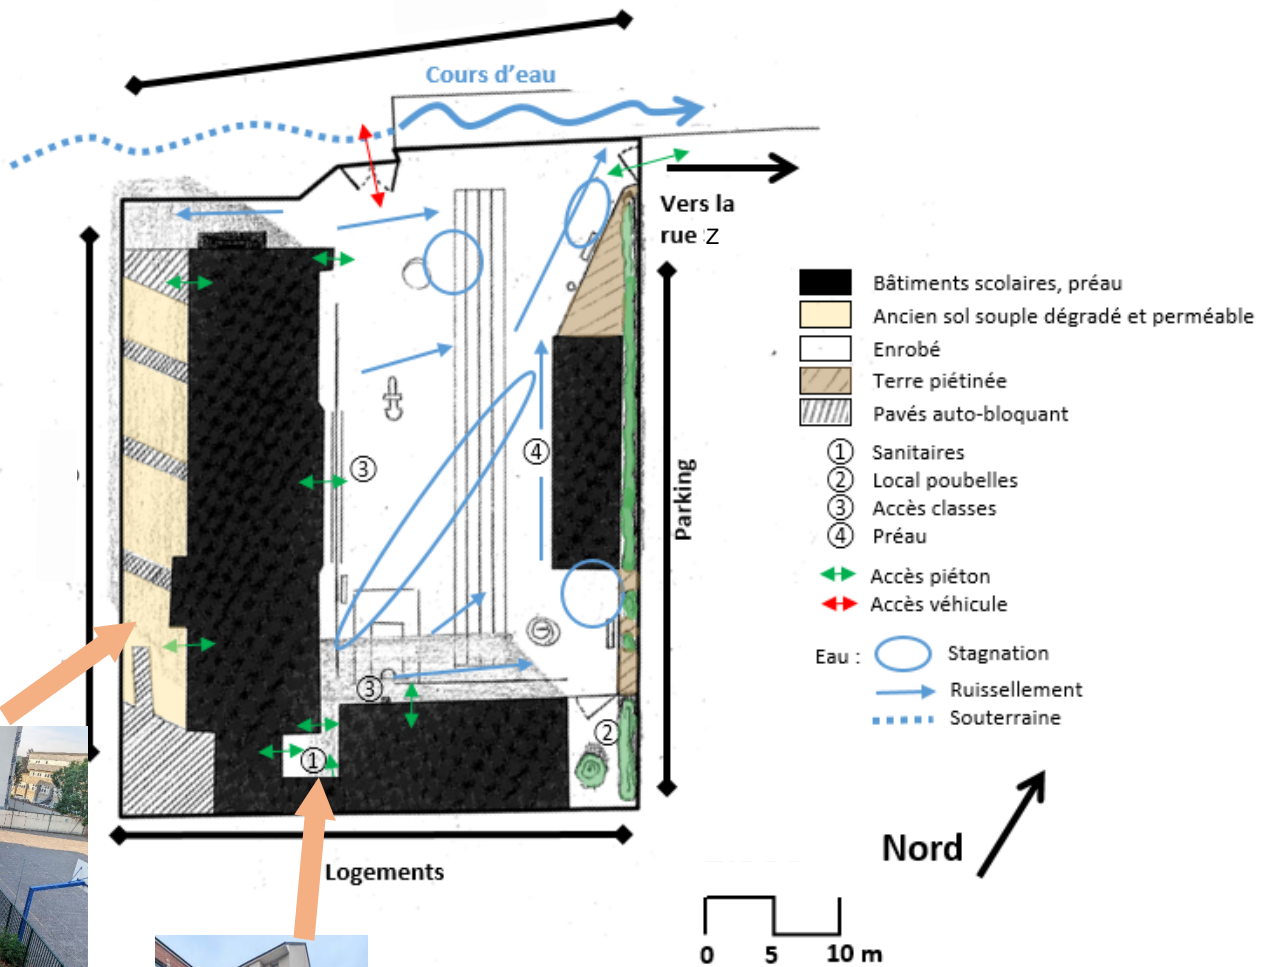 Cours d'eau
Vers la
rue Z
Bâtiments scolaires, préau
Ancien sol souple dégradé et perméable
Enrobé
Terre piétinée
Pavés auto-bloquant
1 Sanitaires
2 Local poubelles
3 Accès classes
4 Préau
Accès piéton
Accès véhicule
Eau : Stagnation
Ruissellement
Souterraine
3
4
Parking
3
2
1
Logements
Nord
0 5 10 m